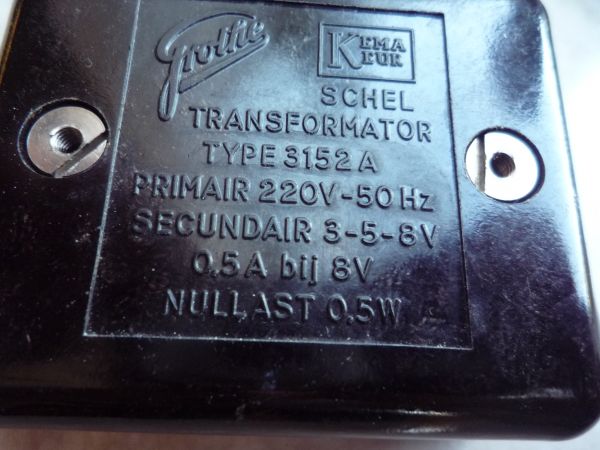 Grothe
KEMA KEUR
SCHEL
TRANSFORMATOR
TYPE 3152 A
PRIMAIR 220V-50 Hz
SECUNDAIR 3-5-8V
0,5A bij 8V
NULLAST 0,5W